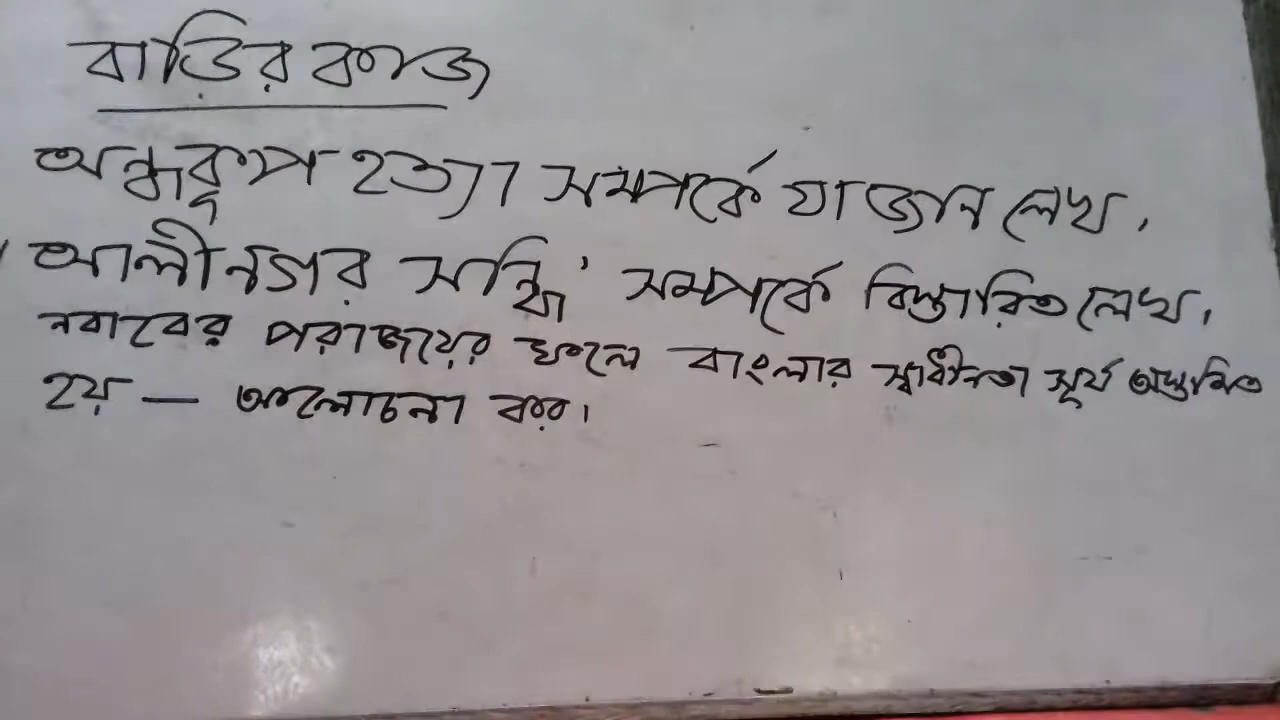 বাড়ির কাজ
অন্ধকূপ হত্যা সম্পর্কে যা জান লেখ,
আলীনগর সন্ধি' সম্পর্কে বিস্তারিত লেখ,
নবাবের পরাজয়ের ফলে বাংলার স্বাধীনতা সূর্য অস্তমিত
হয় — আলোচনা কর।